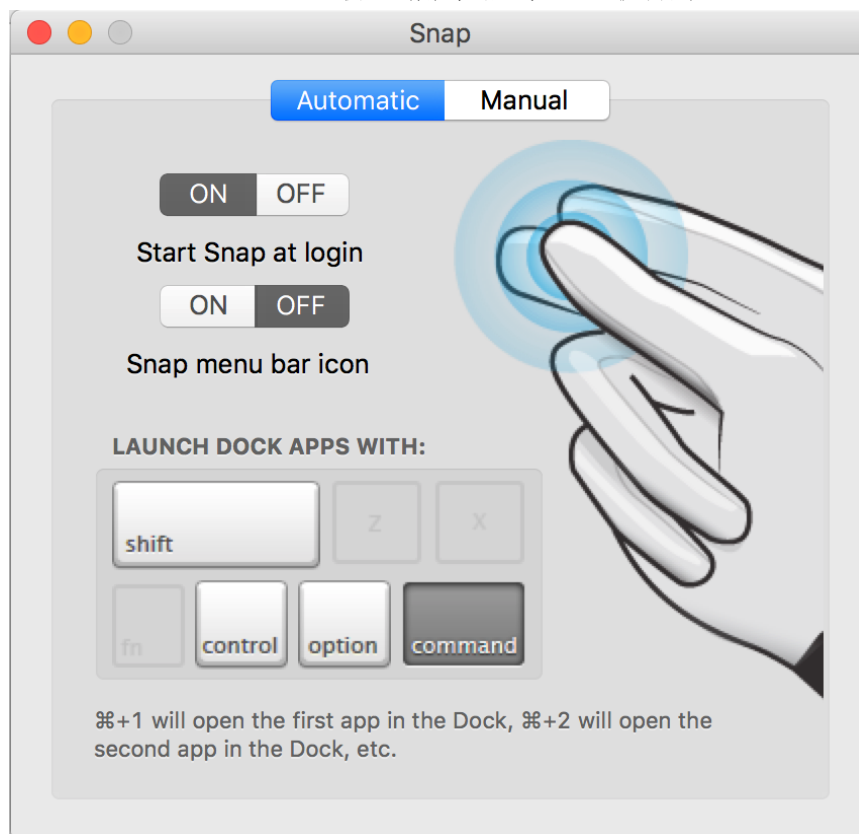 Snap
Automatic Manual
ON OFF
Start Snap at login
ON OFF
Snap menu bar icon
LAUNCH DOCK APPS WITH:
shift Z X
fn control option command
⌘+1 will open the first app in the Dock, ⌘+2 will open the
second app in the Dock, etc.